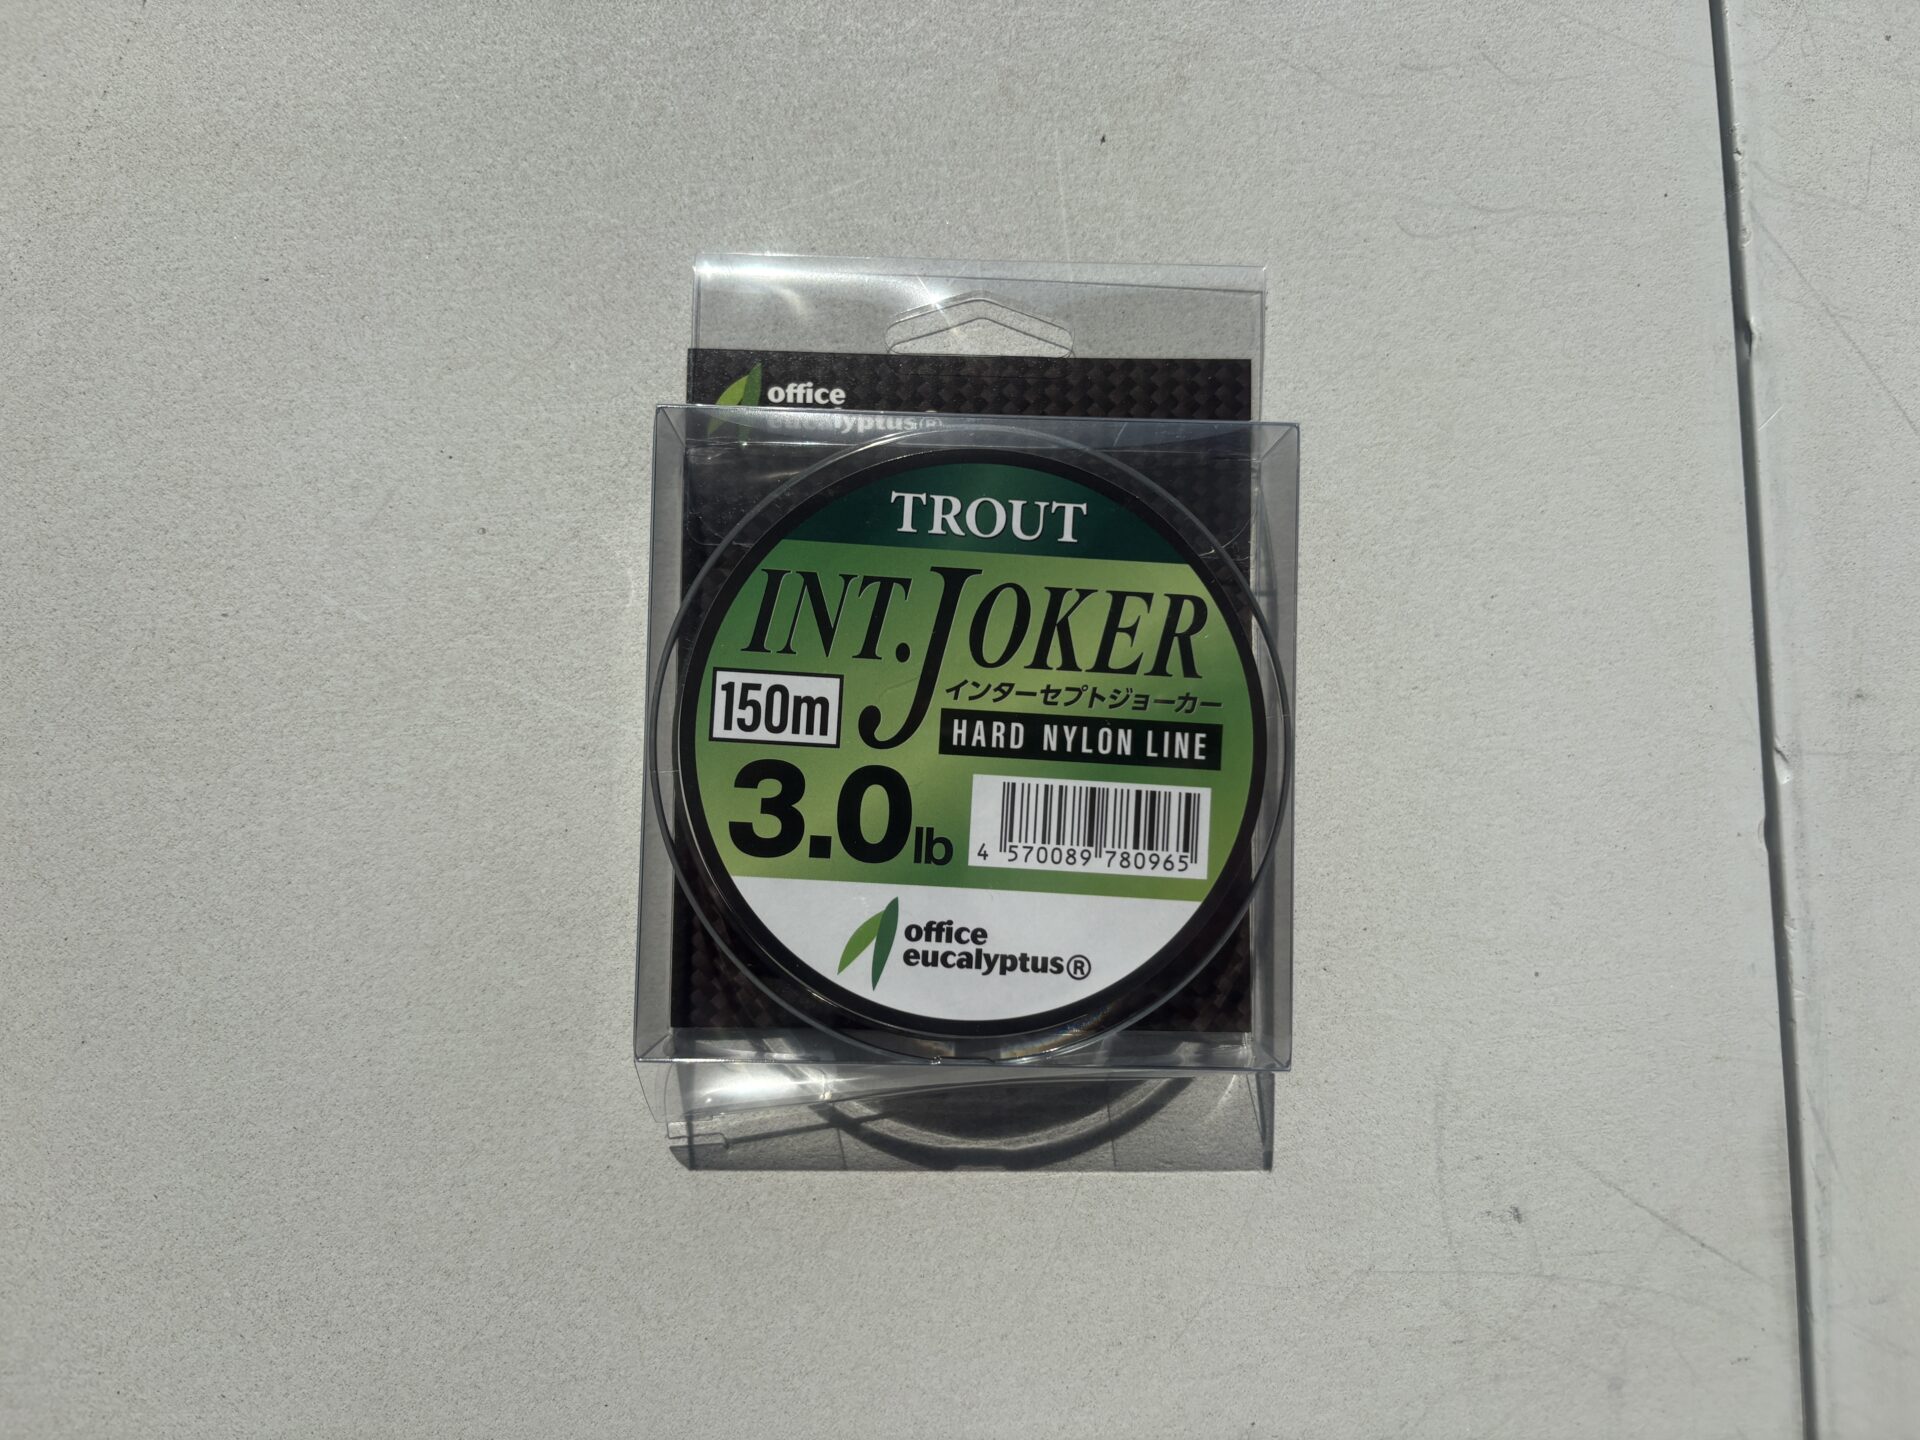 office
eucalyptus®
TROUT
INT.JOKER
インターセプトジョーカー
150m
HARD NYLON LINE
3.0lb
4 570089 780965
office
eucalyptus®